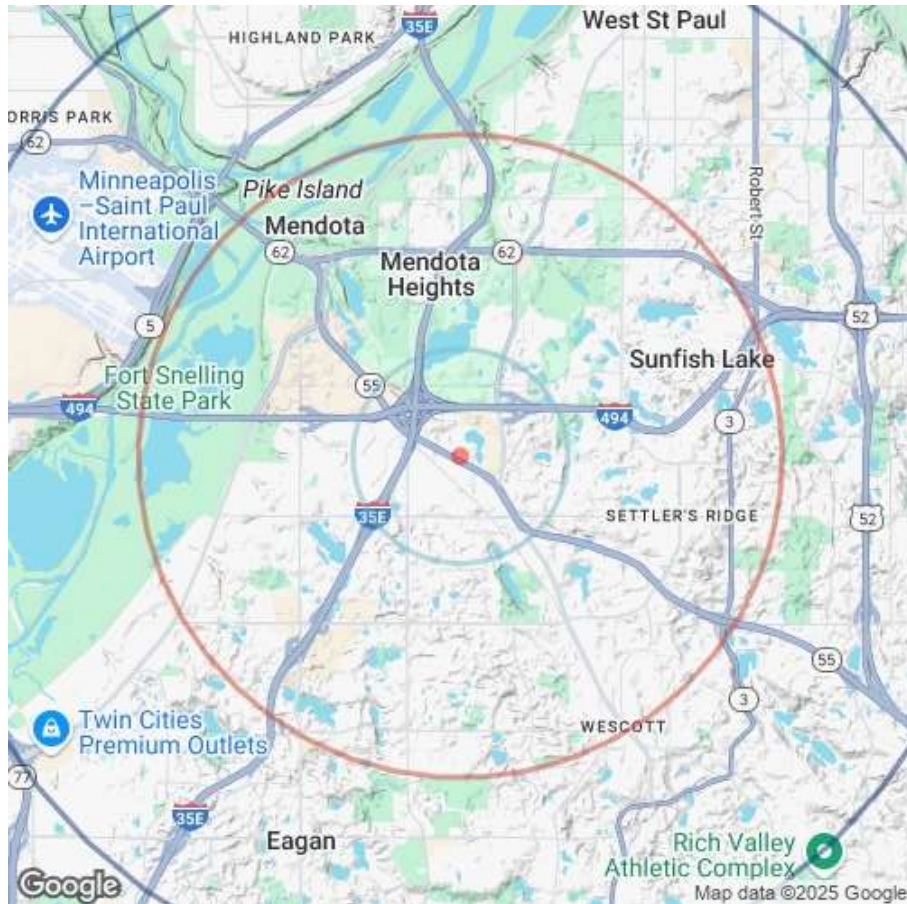 West St Paul
35E
HIGHLAND PARK
ORRIS PARK
62
Minneapolis
–Saint Paul
International
Airport
Pike Island
Mendota
62
Mendota
Heights
62
Robert St
5
52
Sunfish Lake
Fort Snelling
State Park
55
494
494
3
35E
SETTLER'S RIDGE
52
55
3
WESCOTT
Twin Cities
Premium Outlets
77
35E
Eagan
Rich Valley
Athletic Complex
Google
Map data ©2025 Google